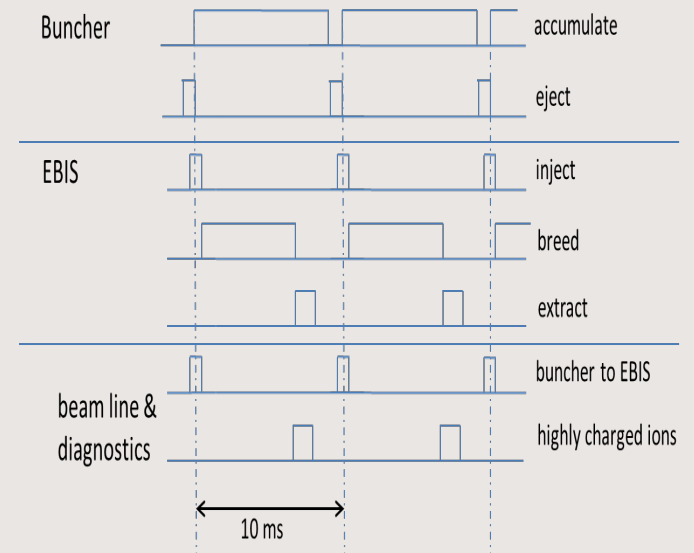 Buncher
accumulate
eject
EBIS
inject
breed
extract
beam line &
diagnostics
buncher to EBIS
highly charged ions
10 ms